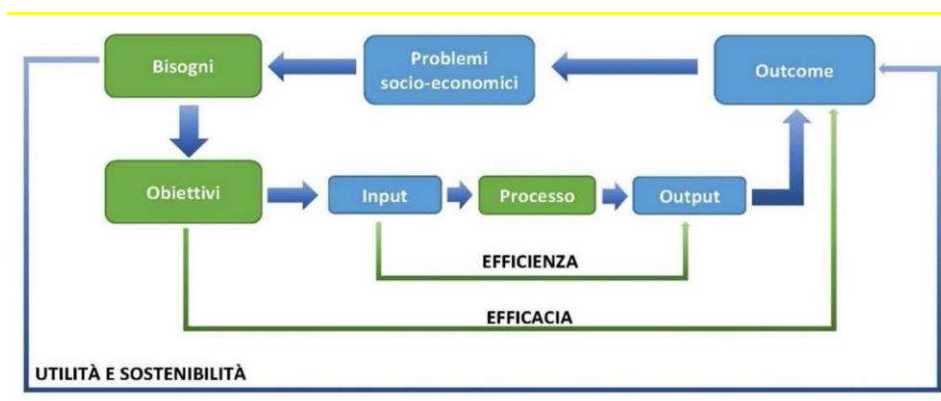 Bisogni
Problemi
socio-economici
Outcome
Obiettivi
Input
Processo
Output
EFFICIENZA
EFFICACIA
UTILITÀ E SOSTENIBILITÀ